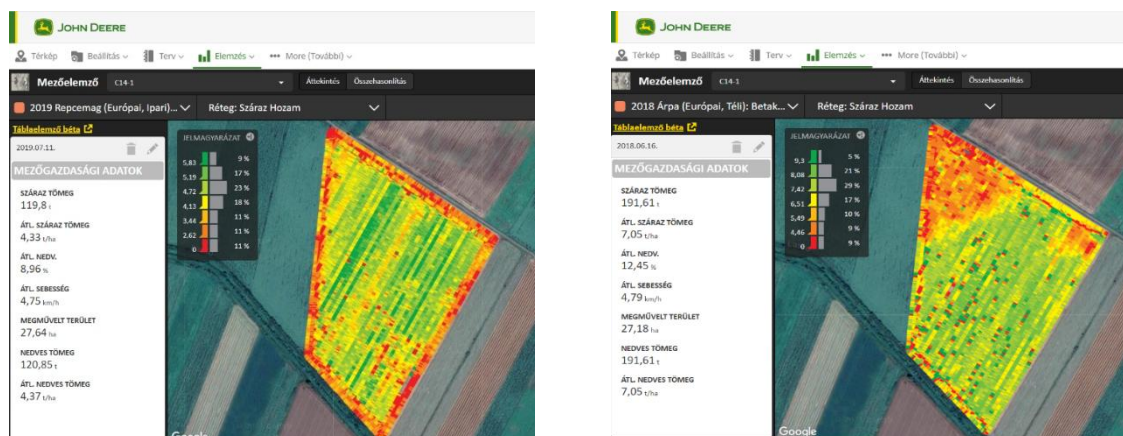 JOHN DEERE
Térkép Beállítás Terv Elemzés More (További)
Mezőelemző C14-1 Áttekintés Összehasonlítás
2019 Repcemag (Európai, Ipari)... Réteg: Száraz Hozam
Táblaelemző béta
2019.07.11.
MEZŐGAZDASÁGI ADATOK
SZÁRAZ TÖMEG
119,8 t
ÁTL. SZÁRAZ TÖMEG
4,33 t/ha
ÁTL. NEDV.
8,96 %
ÁTL. SEBESSÉG
4,75 km/h
MEGMŰVELT TERÜLET
27,64 ha
NEDVES TÖMEG
120,85 t
ÁTL. NEDVES TÖMEG
4,37 t/ha
JELMAGYARÁZAT
9 %
5,83
17 %
5,19
23 %
4,72
18 %
4,13
11 %
3,44
11 %
2,62
11 %
0
Google
JOHN DEERE
Térkép Beállítás Terv Elemzés More (További)
Mezőelemző C14-1 Áttekintés Összehasonlítás
2018 Árpa (Európai, Téli): Betak... Réteg: Száraz Hozam
Táblaelemző béta
2018.06.16.
MEZŐGAZDASÁGI ADATOK
SZÁRAZ TÖMEG
191,61 t
ÁTL. SZÁRAZ TÖMEG
7,05 t/ha
ÁTL. NEDV.
12,45 %
ÁTL. SEBESSÉG
4,79 km/h
MEGMŰVELT TERÜLET
27,18 ha
NEDVES TÖMEG
191,61 t
ÁTL. NEDVES TÖMEG
7,05 t/ha
JELMAGYARÁZAT
5 %
9,3
21 %
8,08
29 %
7,42
17 %
6,51
10 %
5,49
9 %
4,46
9 %
0
Google